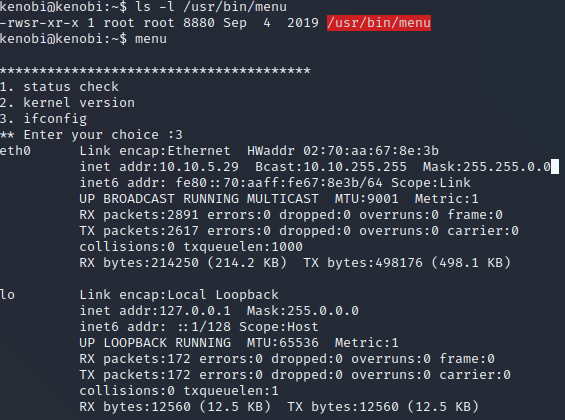 kenobi@kenobi:~$ ls -l /usr/bin/menu
-rwsr-xr-x 1 root root 8880 Sep  4  2019 /usr/bin/menu
kenobi@kenobi:~$ menu
***************************************
1. status check
2. kernel version
3. ifconfig
** Enter your choice :3
eth0      Link encap:Ethernet  HWaddr 02:70:aa:67:8e:3b
          inet addr:10.10.5.29  Bcast:10.10.255.255  Mask:255.255.0.0
          inet6 addr: fe80::70:aaff:fe67:8e3b/64 Scope:Link
          UP BROADCAST RUNNING MULTICAST  MTU:9001  Metric:1
          RX packets:2891 errors:0 dropped:0 overruns:0 frame:0
          TX packets:2617 errors:0 dropped:0 overruns:0 carrier:0
          collisions:0 txqueuelen:1000
          RX bytes:214250 (214.2 KB)  TX bytes:498176 (498.1 KB)
lo        Link encap:Local Loopback
          inet addr:127.0.0.1  Mask:255.0.0.0
          inet6 addr: ::1/128 Scope:Host
          UP LOOPBACK RUNNING  MTU:65536  Metric:1
          RX packets:172 errors:0 dropped:0 overruns:0 frame:0
          TX packets:172 errors:0 dropped:0 overruns:0 carrier:0
          collisions:0 txqueuelen:1
          RX bytes:12560 (12.5 KB)  TX bytes:12560 (12.5 KB)